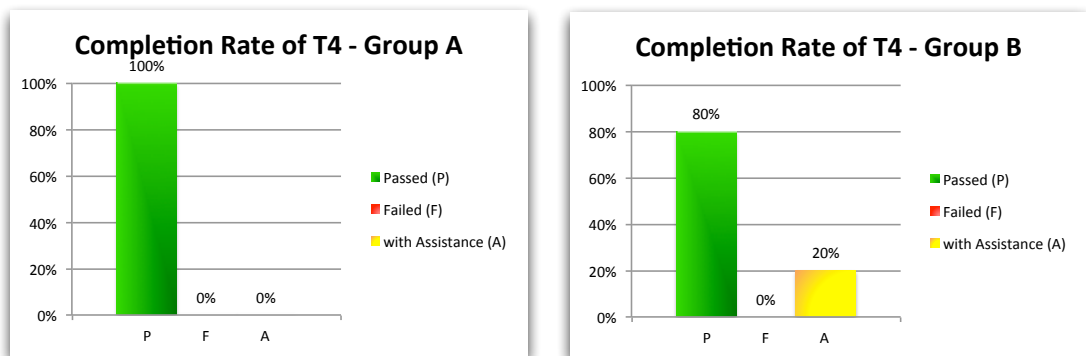 Completion Rate of T4 - Group A
100%
100%
80%
60%
40%
20%
0%
0%
0%
P
F
A
Passed (P)
Failed (F)
with Assistance (A)
Completion Rate of T4 - Group B
100%
80%
60%
40%
20%
0%
80%
0%
20%
P
F
A
Passed (P)
Failed (F)
with Assistance (A)